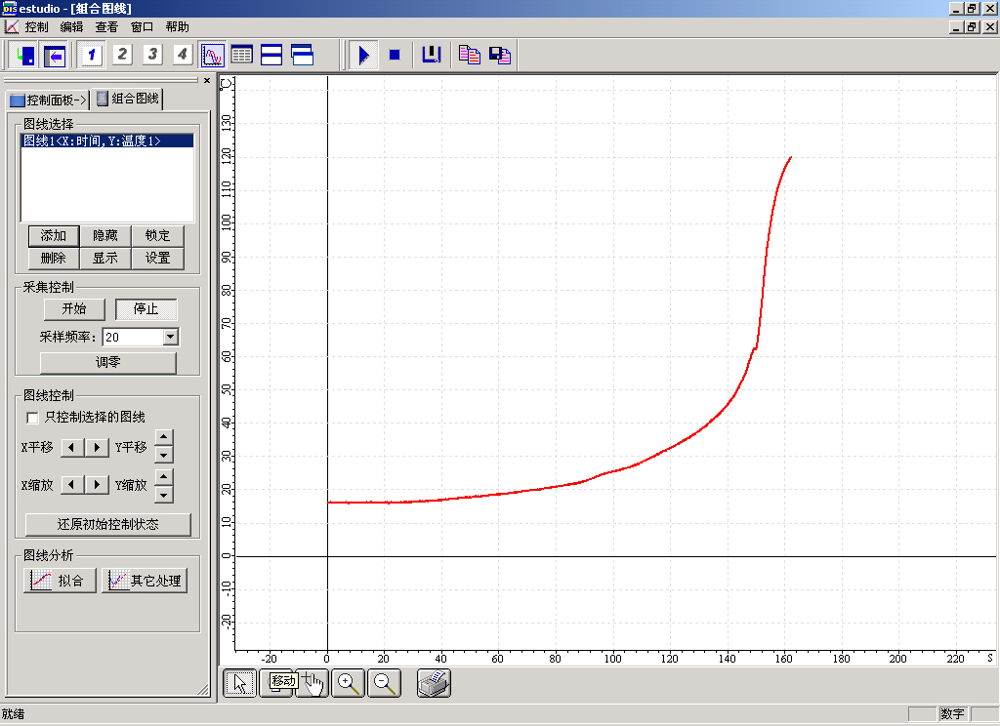 DIS estudio - [组合图线]
控制 编辑 查看 窗口 帮助
1 2 3 4
控制面板-> 组合图线
图线选择
图线1<X:时间,Y:温度1>
添加 隐藏 锁定
删除 显示 设置
采集控制
开始 停止
采样频率: 20
调零
图线控制
只控制选择的图线
X平移 Y平移
X缩放 Y缩放
还原初始控制状态
图线分析
拟合 其它处理
℃
130
120
110
100
90
80
70
60
50
40
30
20
10
0
-10
-20
-20 0 20 40 60 80 100 120 140 160 180 200 220 S
移动
就绪 数字